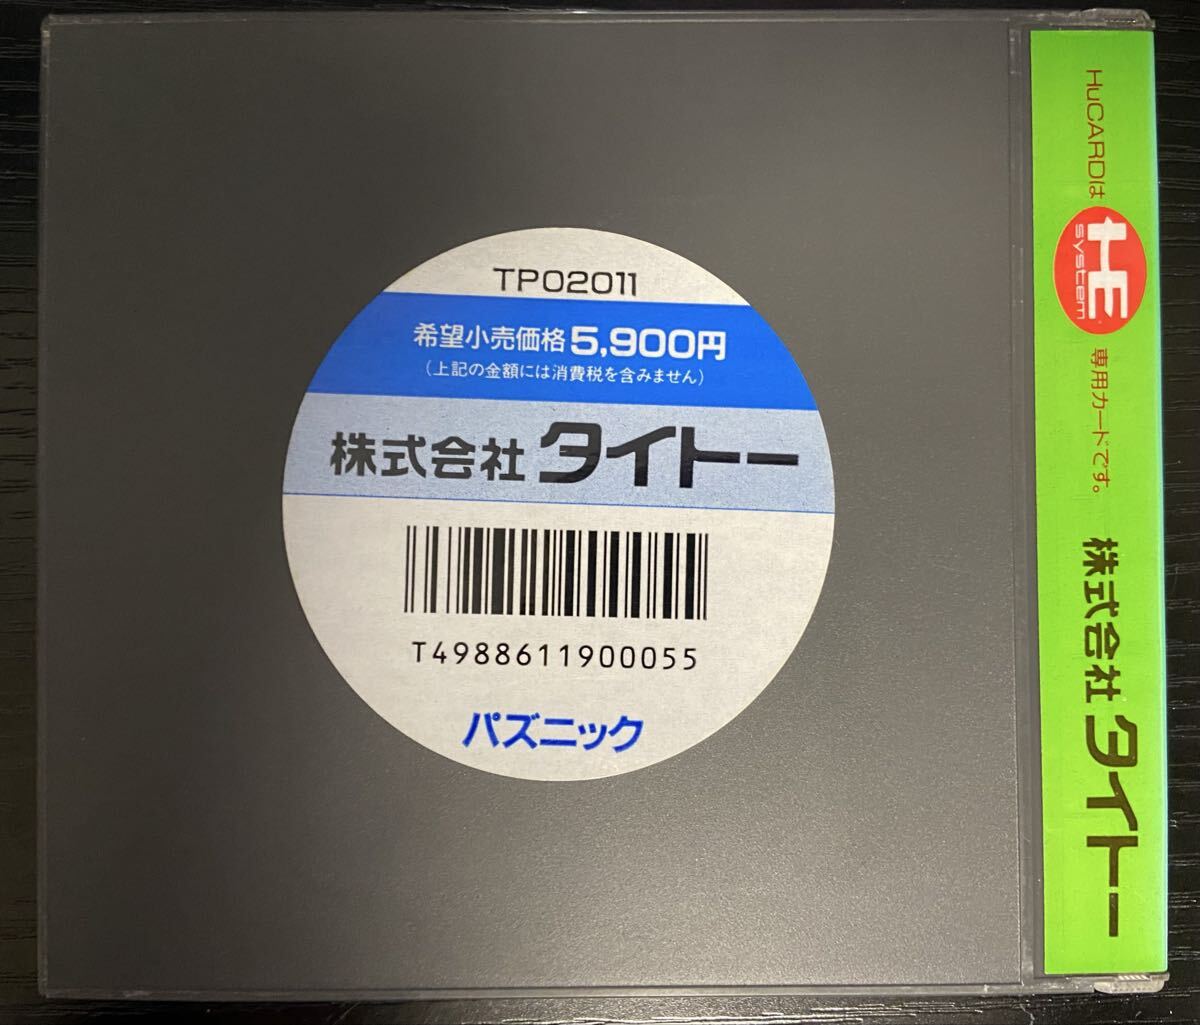 TP02011
希望小売価格5,900円
(上記の金額には消費税を含みません)
株式会社タイトー
T4988611900055
パズニック
HuCARDは HE system 専用カードです。 株式会社タイトー